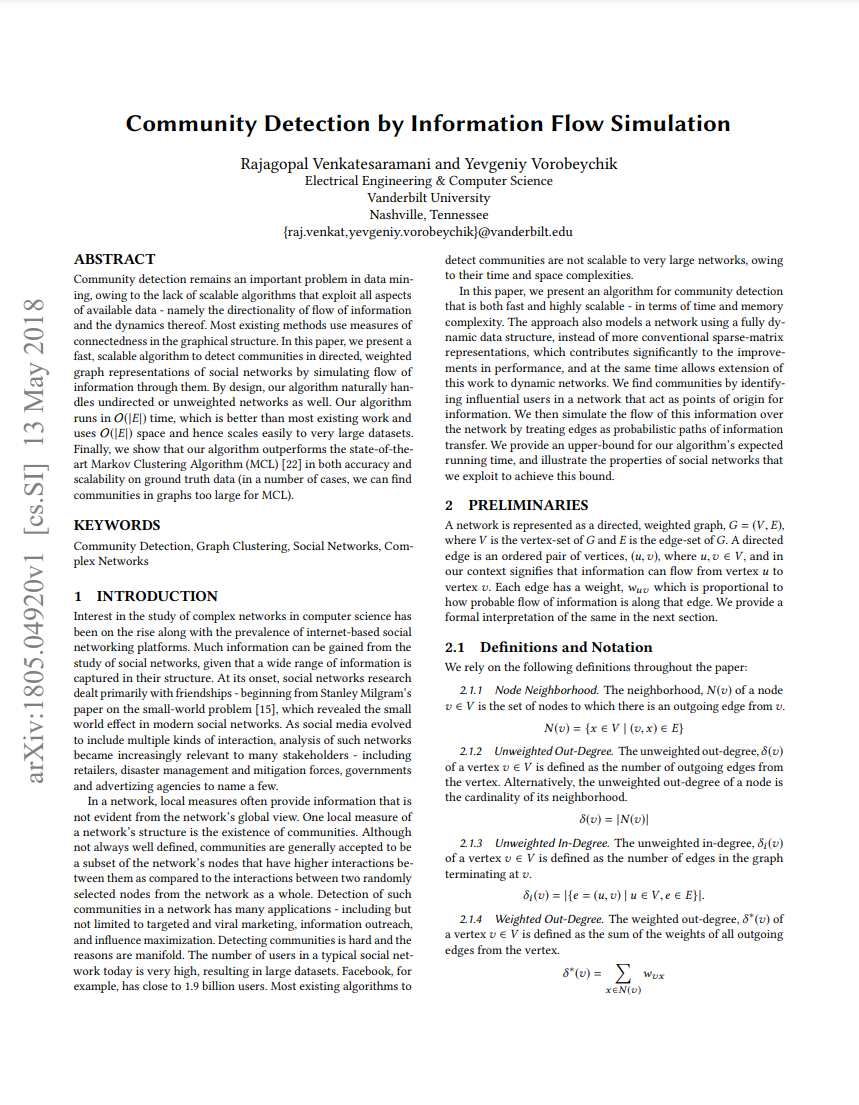 Community Detection by Information Flow Simulation
Rajagopal Venkatesaramani and Yevgeniy Vorobeychik
Electrical Engineering & Computer Science
Vanderbilt University
Nashville, Tennessee
{raj.venkat,yevgeniy.vorobeychik}@vanderbilt.edu
arXiv:1805.04920v1 [cs.SI] 13 May 2018
ABSTRACT
Community detection remains an important problem in data min-
ing, owing to the lack of scalable algorithms that exploit all aspects
of available data - namely the directionality of flow of information
and the dynamics thereof. Most existing methods use measures of
connectedness in the graphical structure. In this paper, we present a
fast, scalable algorithm to detect communities in directed, weighted
graph representations of social networks by simulating flow of
information through them. By design, our algorithm naturally han-
dles undirected or unweighted networks as well. Our algorithm
runs in O(|E|) time, which is better than most existing work and
uses O(|E|) space and hence scales easily to very large datasets.
Finally, we show that our algorithm outperforms the state-of-the-
art Markov Clustering Algorithm (MCL) [22] in both accuracy and
scalability on ground truth data (in a number of cases, we can find
communities in graphs too large for MCL).
KEYWORDS
Community Detection, Graph Clustering, Social Networks, Com-
plex Networks
1 INTRODUCTION
Interest in the study of complex networks in computer science has
been on the rise along with the prevalence of internet-based social
networking platforms. Much information can be gained from the
study of social networks, given that a wide range of information is
captured in their structure. At its onset, social networks research
dealt primarily with friendships - beginning from Stanley Milgram's
paper on the small-world problem [15], which revealed the small
world effect in modern social networks. As social media evolved
to include multiple kinds of interaction, analysis of such networks
became increasingly relevant to many stakeholders - including
retailers, disaster management and mitigation forces, governments
and advertizing agencies to name a few.
In a network, local measures often provide information that is
not evident from the network's global view. One local measure of
a network's structure is the existence of communities. Although
not always well defined, communities are generally accepted to be
a subset of the network's nodes that have higher interactions be-
tween them as compared to the interactions between two randomly
selected nodes from the network as a whole. Detection of such
communities in a network has many applications - including but
not limited to targeted and viral marketing, information outreach,
and influence maximization. Detecting communities is hard and the
reasons are manifold. The number of users in a typical social net-
work today is very high, resulting in large datasets. Facebook, for
example, has close to 1.9 billion users. Most existing algorithms to
detect communities are not scalable to very large networks, owing
to their time and space complexities.
In this paper, we present an algorithm for community detection
that is both fast and highly scalable - in terms of time and memory
complexity. The approach also models a network using a fully dy-
namic data structure, instead of more conventional sparse-matrix
representations, which contributes significantly to the improve-
ments in performance, and at the same time allows extension of
this work to dynamic networks. We find communities by identify-
ing influential users in a network that act as points of origin for
information. We then simulate the flow of this information over
the network by treating edges as probabilistic paths of information
transfer. We provide an upper-bound for our algorithm's expected
running time, and illustrate the properties of social networks that
we exploit to achieve this bound.
2 PRELIMINARIES
A network is represented as a directed, weighted graph, G = (V, E),
where V is the vertex-set of G and E is the edge-set of G. A directed
edge is an ordered pair of vertices, (u, v), where u, v ∈ V, and in
our context signifies that information can flow from vertex u to
vertex v. Each edge has a weight, w_uv which is proportional to
how probable flow of information is along that edge. We provide a
formal interpretation of the same in the next section.
2.1 Definitions and Notation
We rely on the following definitions throughout the paper:
2.1.1 Node Neighborhood. The neighborhood, N(v) of a node
v ∈ V is the set of nodes to which there is an outgoing edge from v.
N(v) = {x ∈ V | (v, x) ∈ E}
2.1.2 Unweighted Out-Degree. The unweighted out-degree, δ(v)
of a vertex v ∈ V is defined as the number of outgoing edges from
the vertex. Alternatively, the unweighted out-degree of a node is
the cardinality of its neighborhood.
δ(v) = |N(v)|
2.1.3 Unweighted In-Degree. The unweighted in-degree, δ_i(v)
of a vertex v ∈ V is defined as the number of edges in the graph
terminating at v.
δ_i(v) = |{e = (u, v) | u ∈ V, e ∈ E}|.
2.1.4 Weighted Out-Degree. The weighted out-degree, δ*(v) of
a vertex v ∈ V is defined as the sum of the weights of all outgoing
edges from the vertex.
δ*(v) = ∑ w_vx
x∈N(v)